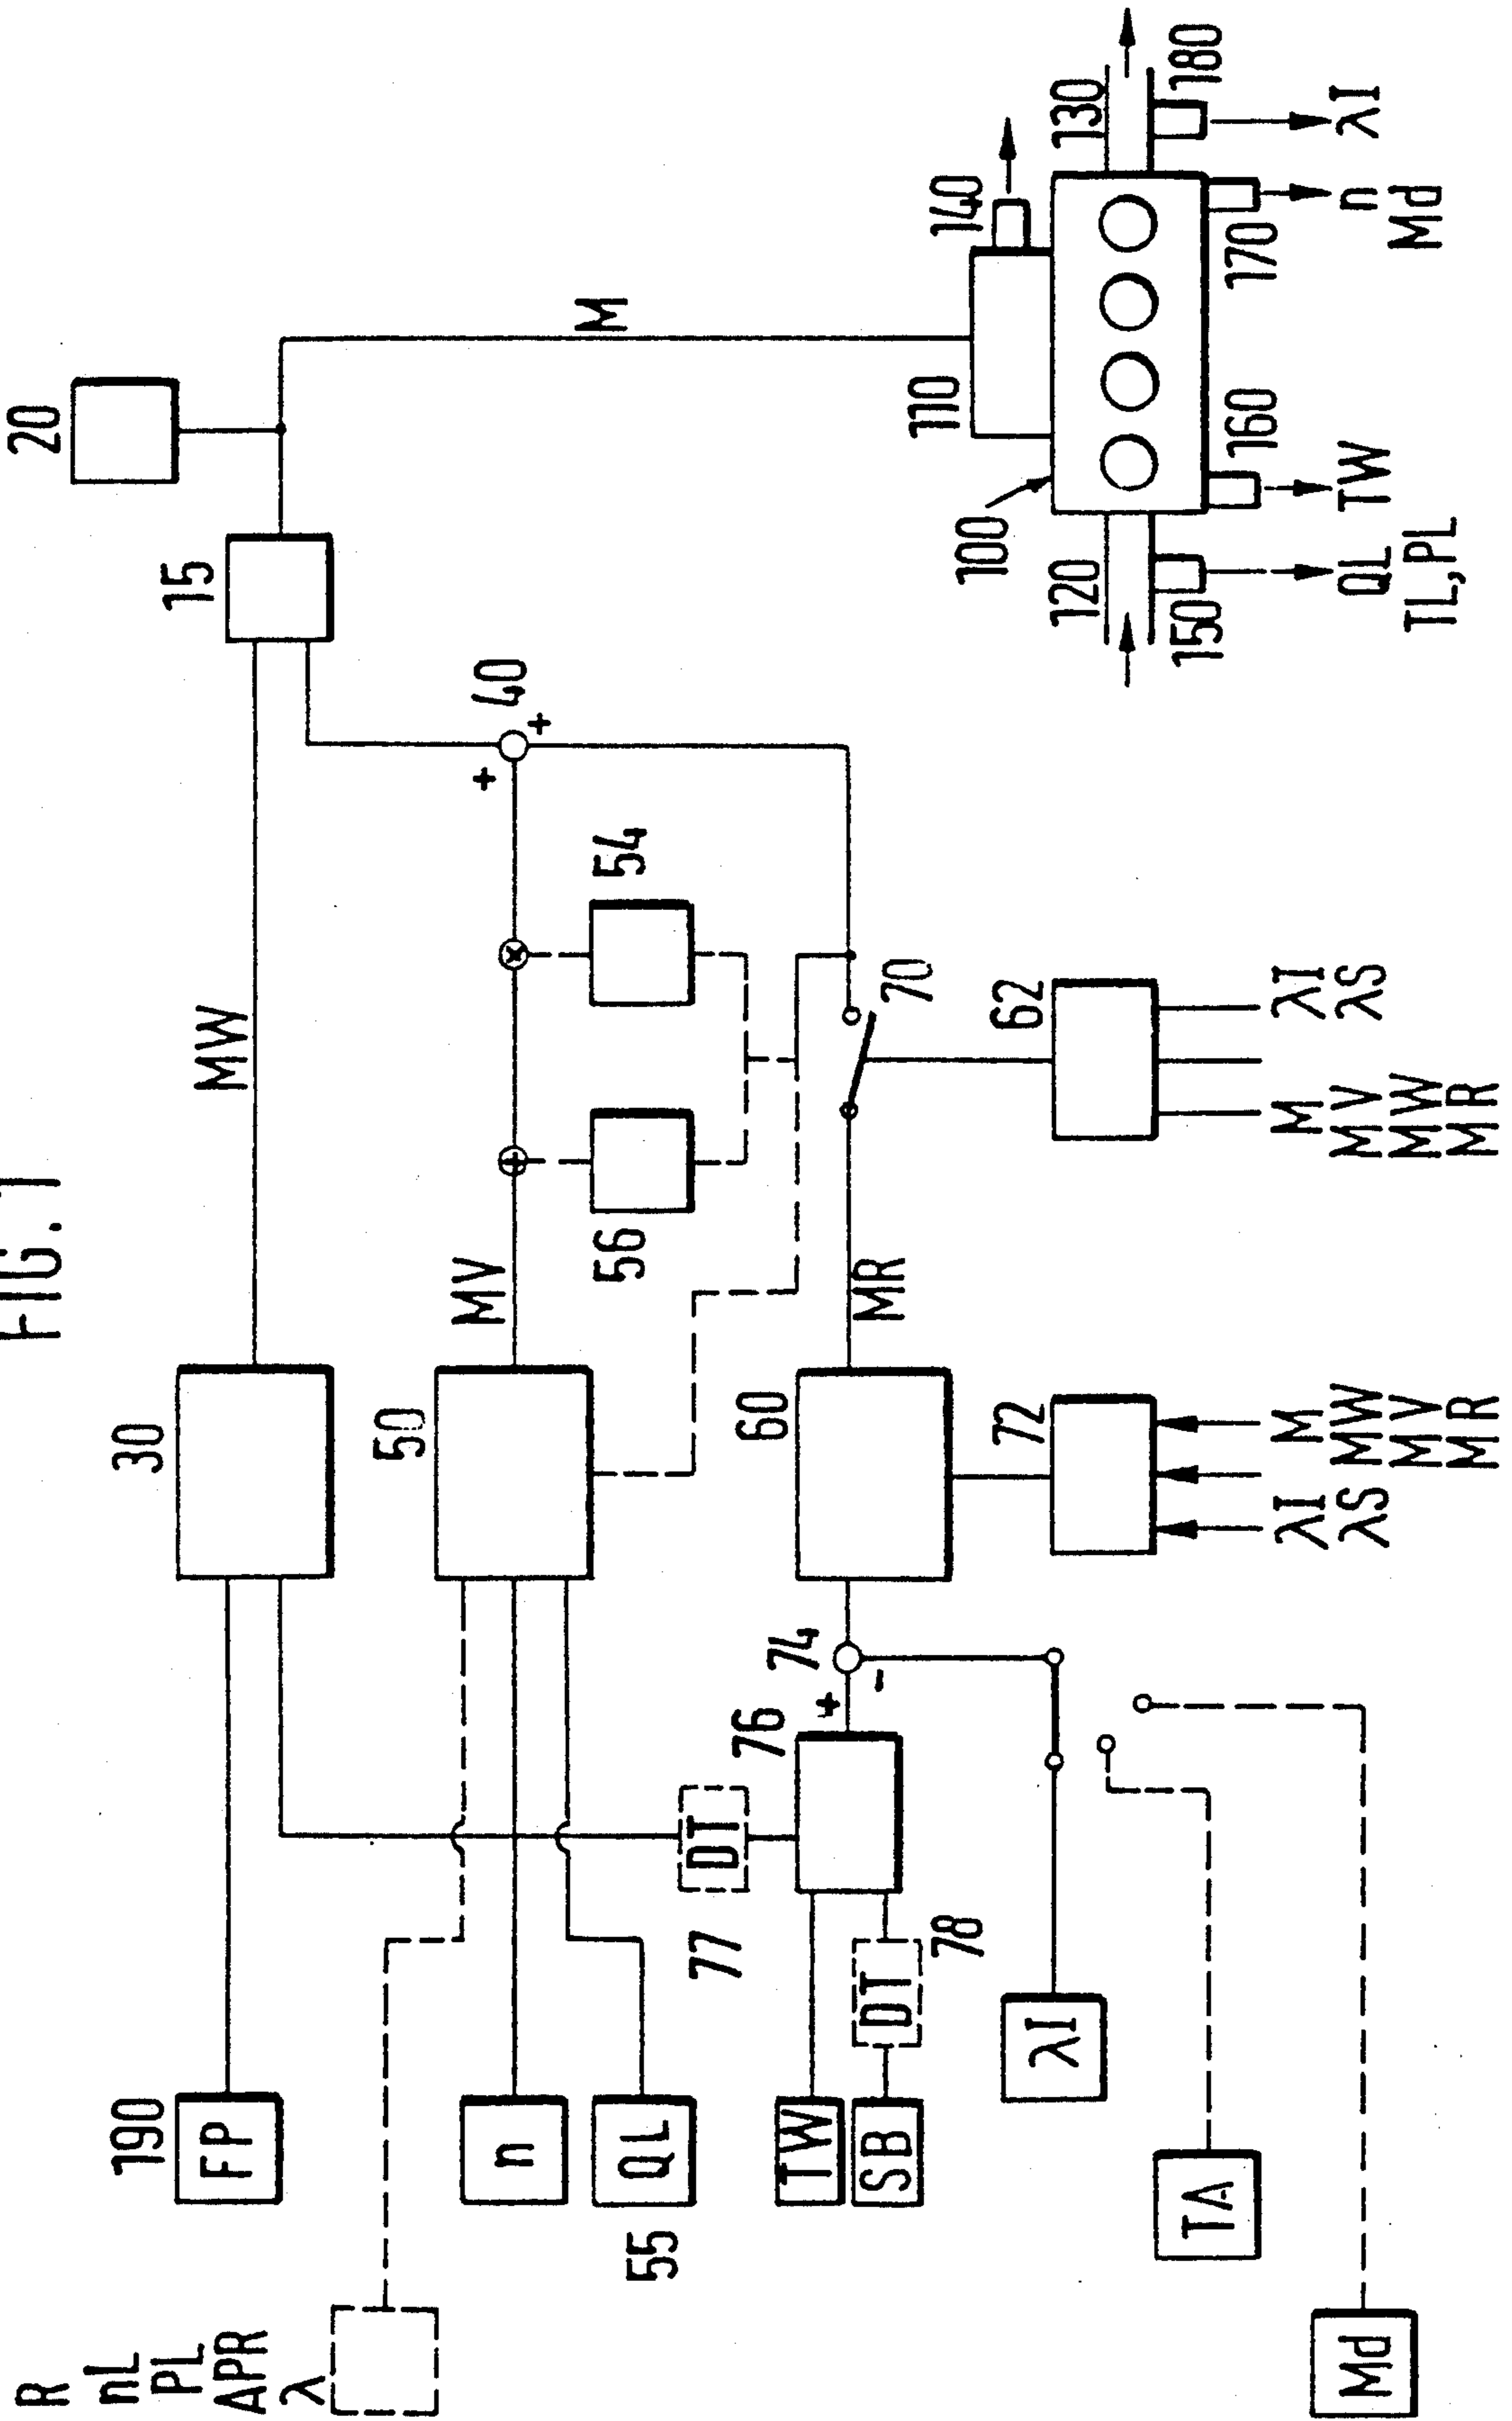 FIG. 1
R
nL
PL
APR
λ
190
FP
n
QL
55
TW
SB
DT
77
DT
78
λI
TA
Md
30
50
60
76
74
+
-
72
λI
λS
M
MW
MV
MR
MW
MV
MR
56
54
70
62
M
MV
MW
MR
λI
λS
+
+
40
15
20
M
110
140
100
120
130
150
QL
TL, PL
160
TW
170
n
Md
180
λI